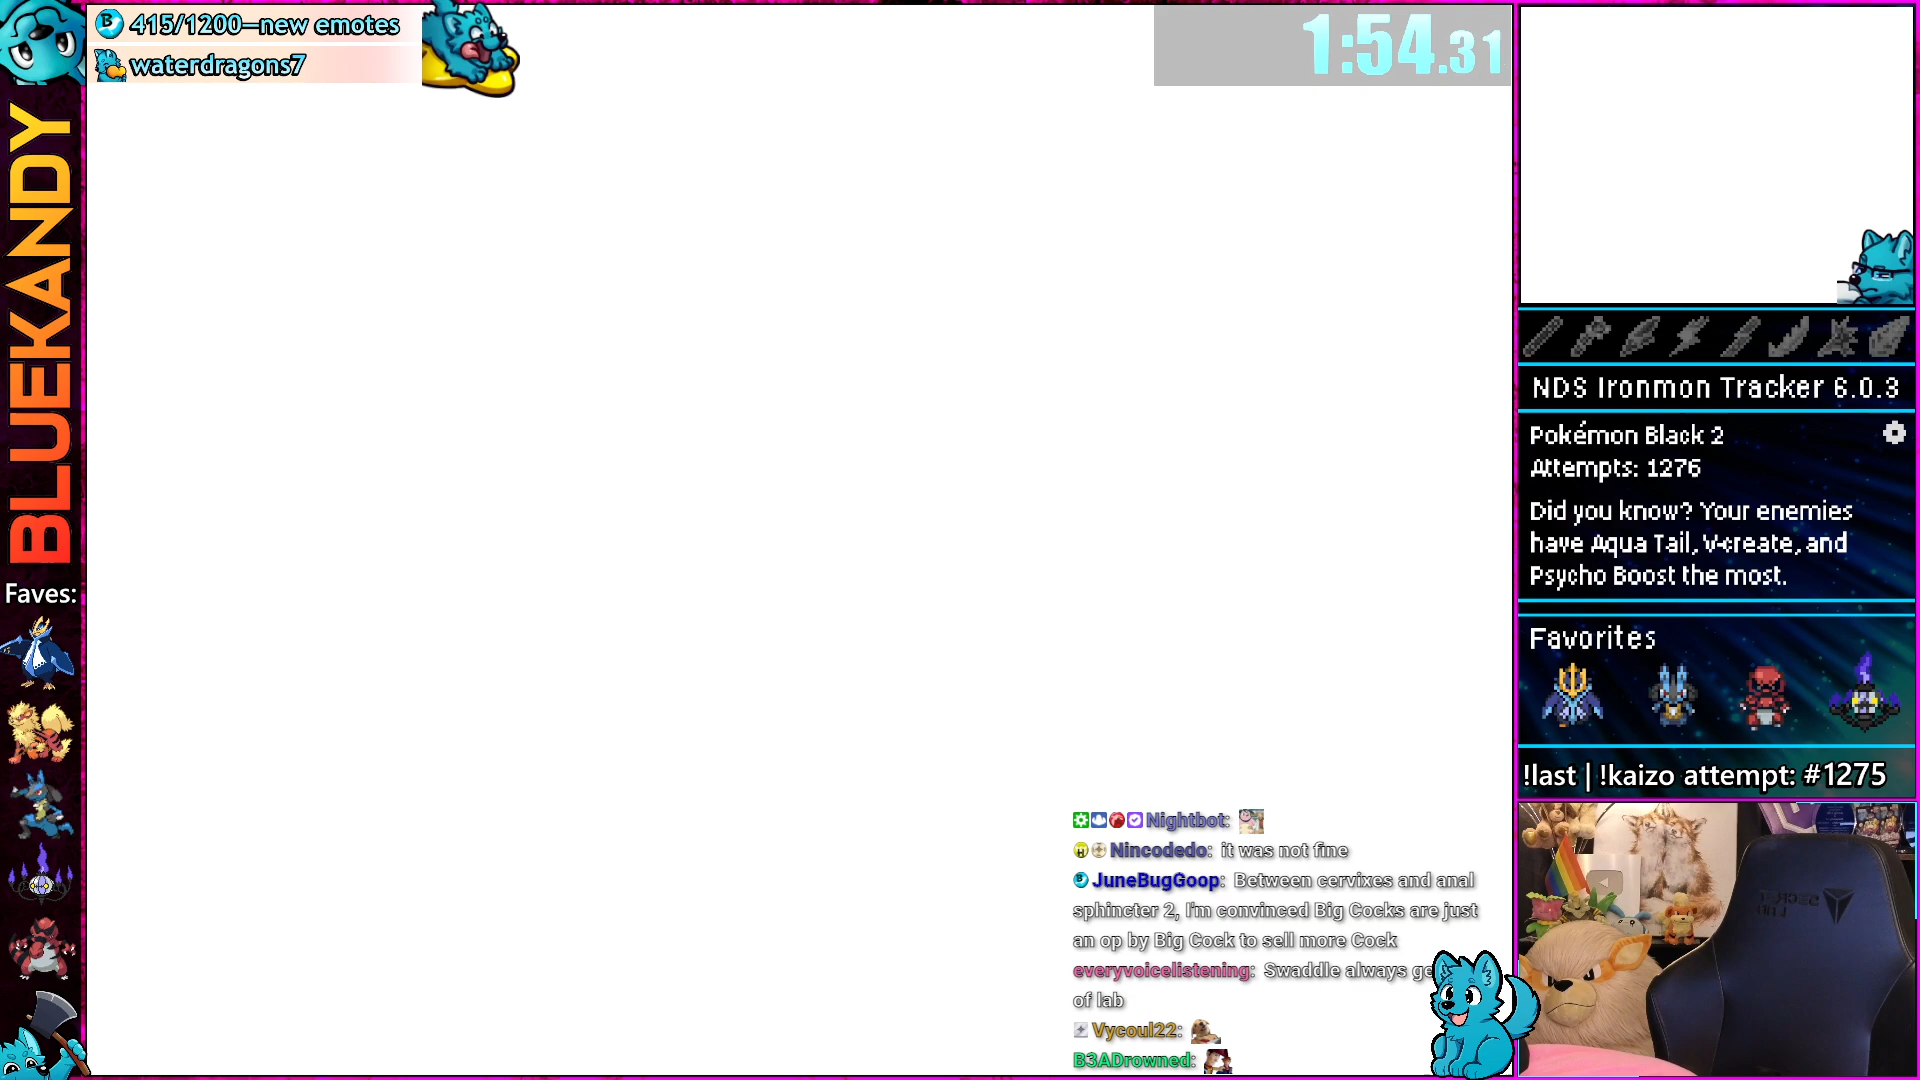 415/1200—new emotes
waterdragons7
1:54.31
BLUEKANDY
Faves:
NDS Ironmon Tracker 6.0.3
Pokémon Black 2
Attempts: 1276
Did you know? Your enemies
have Aqua Tail, V-create, and
Psycho Boost the most.
Favorites
!last | !kaizo attempt: #1275
Nightbot:
Nincodedo: it was not fine
JuneBugGoop: Between cervixes and anal
sphincter 2, I'm convinced Big Cocks are just
an op by Big Cock to sell more Cock
everyvoicelistening: Swaddle always
of lab
Vycoul22:
B3ADrowned: